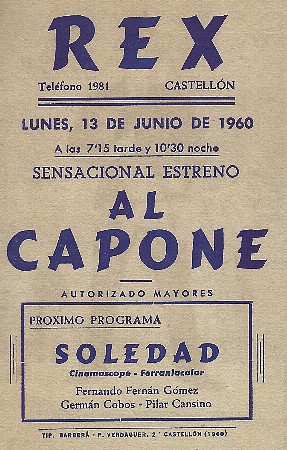 REX
Teléfono 1981 CASTELLÓN
LUNES, 13 DE JUNIO DE 1960
A las 7'15 tarde y 10'30 noche
SENSACIONAL ESTRENO
AL
CAPONE
AUTORIZADO MAYORES
PROXIMO PROGRAMA
SOLEDAD
Cinemascope - Ferraniacolor
Fernando Fernán Gómez
Germán Cobos - Pilar Cansino
TIP. BARBERÁ - P. VERDAGUER, 2 CASTELLÓN (1960)